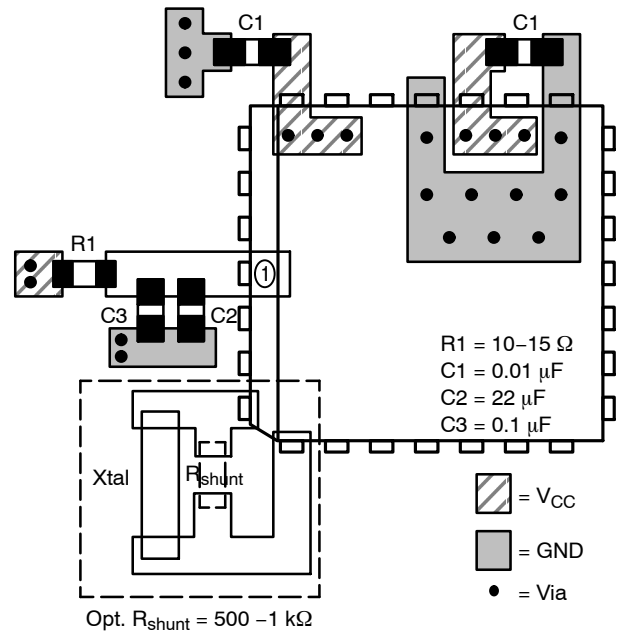 C1
C1
R1
1
C3
C2
R1 = 10–15 Ω
C1 = 0.01 μF
C2 = 22 μF
C3 = 0.1 μF
Xtal
Rshunt
= VCC
= GND
= Via
Opt. Rshunt = 500 –1 kΩ